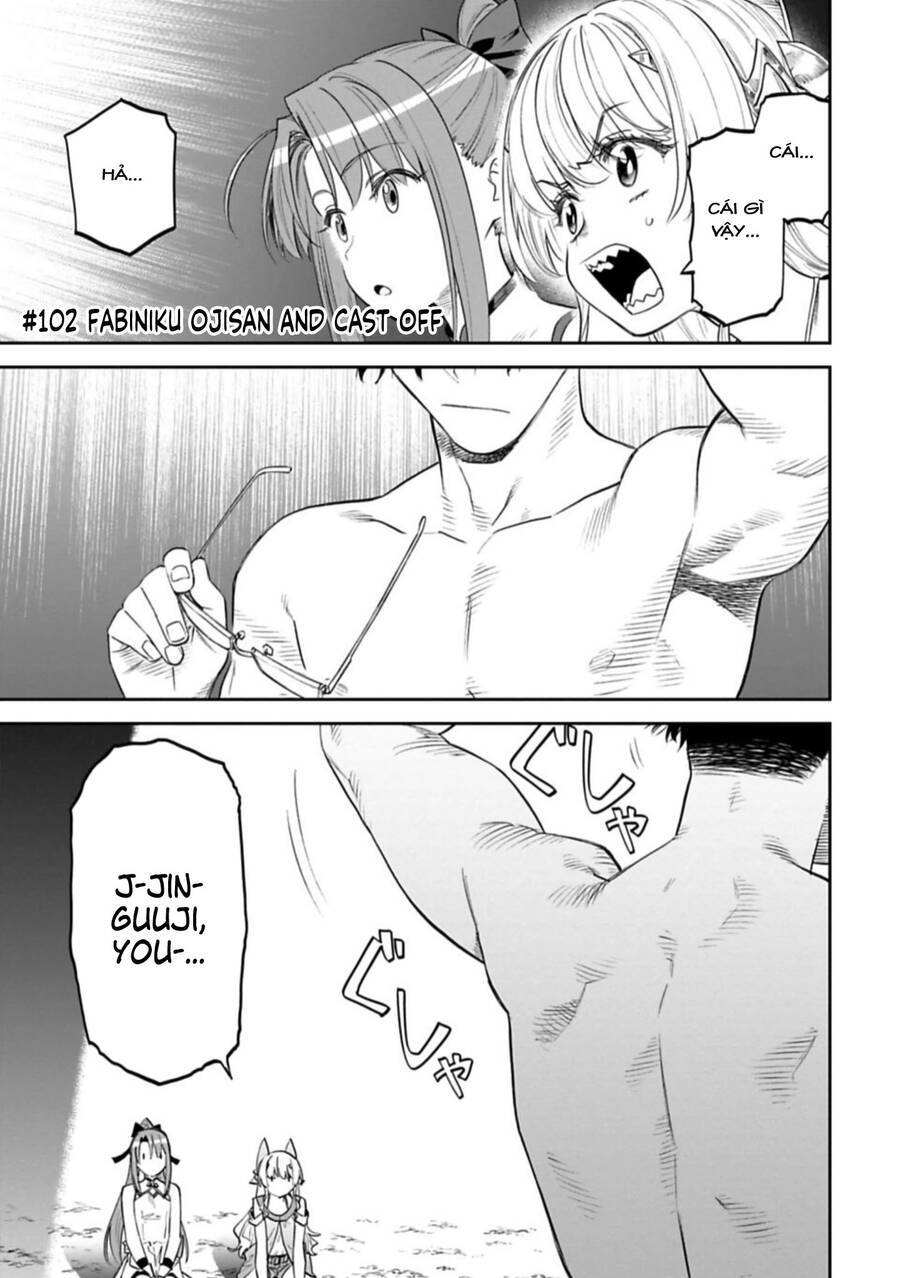 CÁI...
CÁI GÌ
VẬY...
HẢ...
#102 FABINIKU OJISAN AND CAST OFF
ぐしゃ
ぐしゃ
J-JIN-
GUUJI,
YOU-...